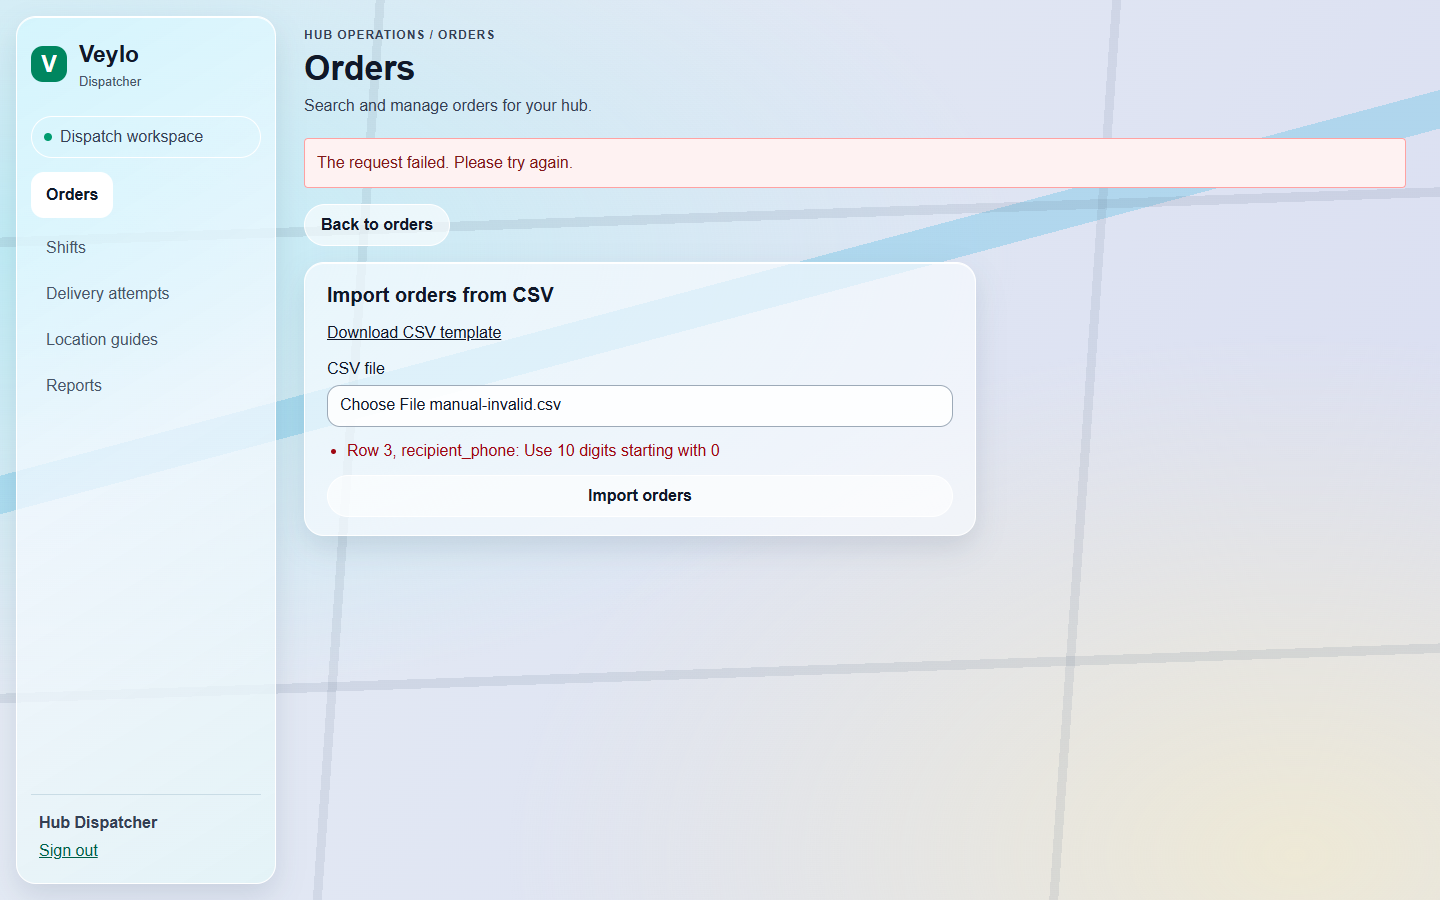 V
Veylo
Dispatcher
Dispatch workspace
Orders
Shifts
Delivery attempts
Location guides
Reports
Hub Dispatcher
Sign out
HUB OPERATIONS / ORDERS
Orders
Search and manage orders for your hub.
The request failed. Please try again.
Back to orders
Import orders from CSV
Download CSV template
CSV file
Choose File manual-invalid.csv
Row 3, recipient_phone: Use 10 digits starting with 0
Import orders